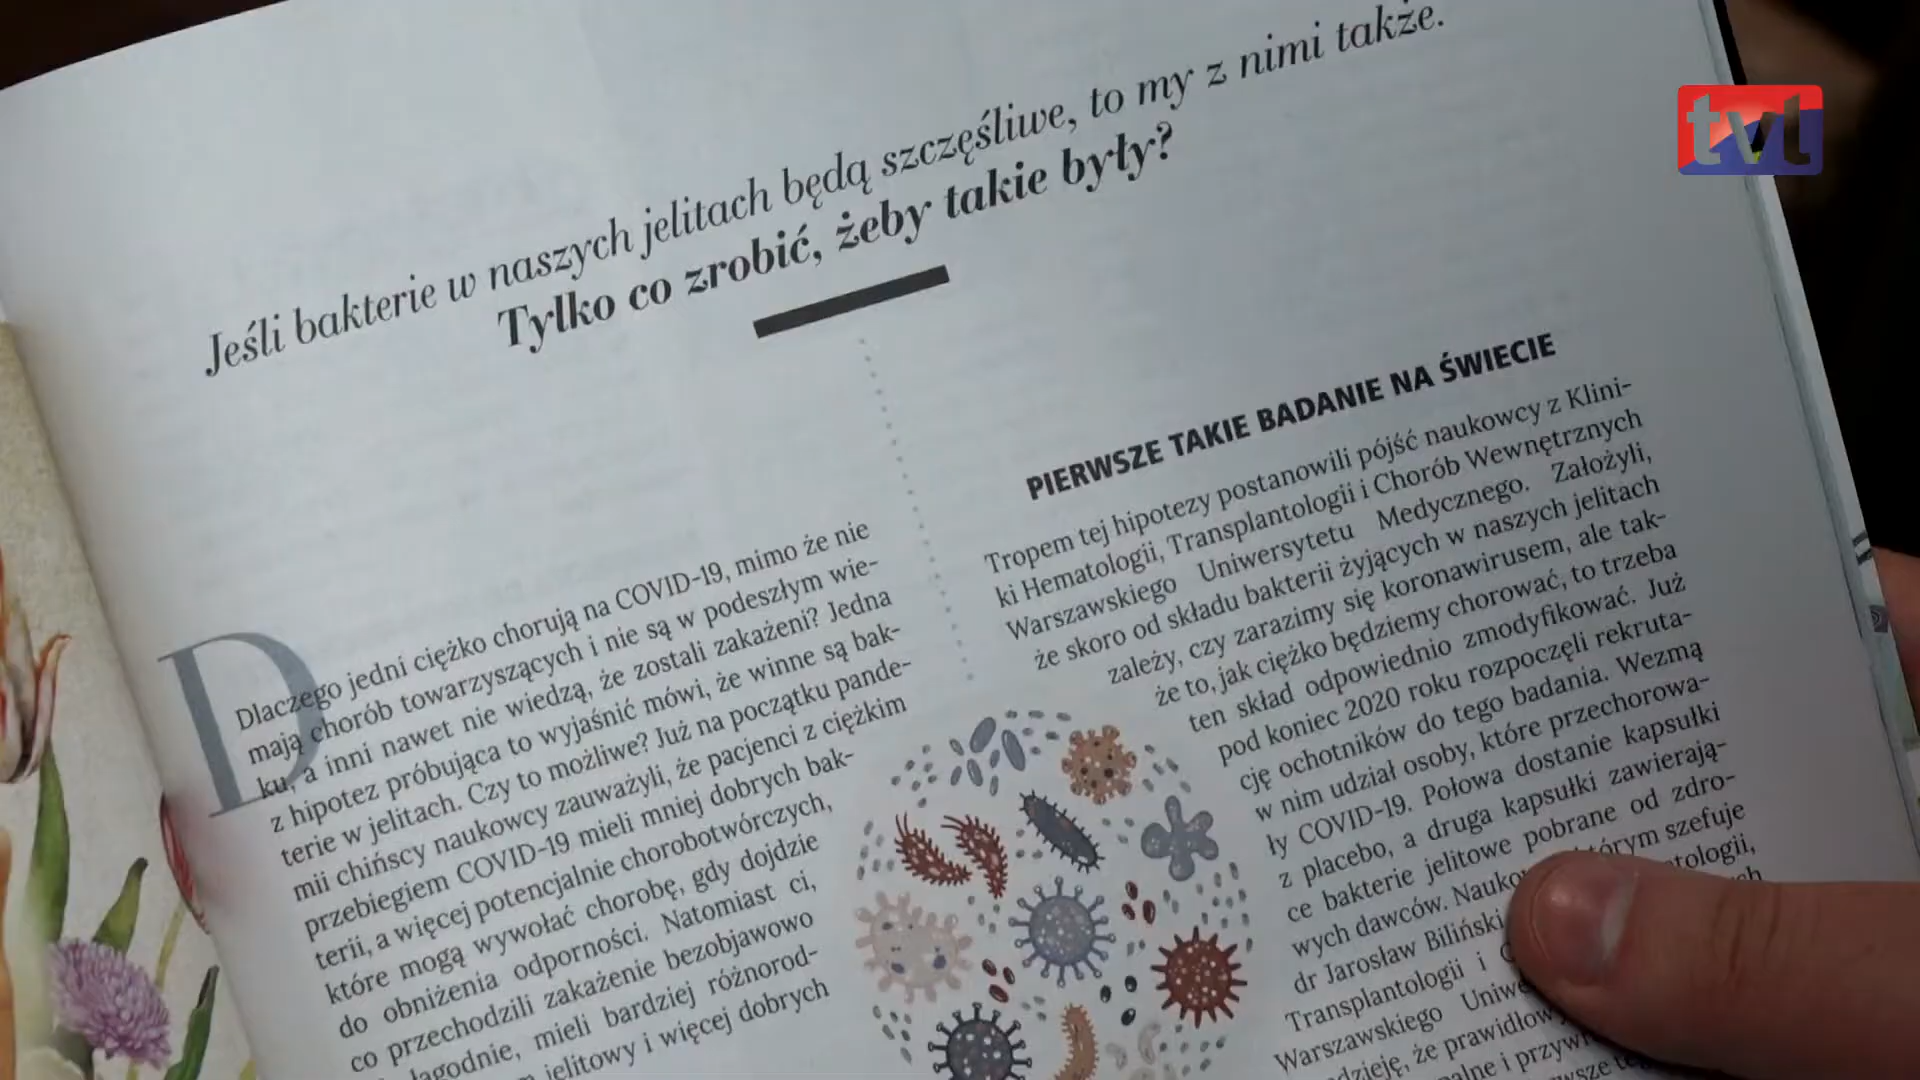 Jeśli bakterie w naszych jelitach będą szczęśliwe, to my z nimi także.
Tylko co zrobić, żeby takie były?
Dlaczego jedni ciężko chorują na COVID-19, mimo że nie
mają chorób towarzyszących i nie są w podeszłym wie-
ku, a inni nawet nie wiedzą, że zostali zakażeni? Jedna
z hipotez próbująca to wyjaśnić mówi, że winne są bak-
terie w jelitach. Czy to możliwe? Już na początku pande-
mii chińscy naukowcy zauważyli, że pacjenci z ciężkim
przebiegiem COVID-19 mieli mniej dobrych bak-
terii, a więcej potencjalnie chorobotwórczych,
które mogą wywołać chorobę, gdy dojdzie
do obniżenia odporności. Natomiast ci,
co przechodzili zakażenie bezobjawowo
łagodnie, mieli bardziej różnorod-
jelitowy i więcej dobrych
PIERWSZE TAKIE BADANIE NA ŚWIECIE
Tropem tej hipotezy postanowili pójść naukowcy z Klini-
ki Hematologii, Transplantologii i Chorób Wewnętrznych
Warszawskiego Uniwersytetu Medycznego. Założyli,
że skoro od składu bakterii żyjących w naszych jelitach
zależy, czy zarazimy się koronawirusem, ale tak-
że to, jak ciężko będziemy chorować, to trzeba
ten skład odpowiednio zmodyfikować. Już
pod koniec 2020 roku rozpoczęli rekruta-
cję ochotników do tego badania. Wezmą
w nim udział osoby, które przechorowa-
ły COVID-19. Połowa dostanie kapsułki
z placebo, a druga kapsułki zawierają-
ce bakterie jelitowe pobrane od zdro-
wych dawców. którym szefuje
dr Jarosław Biliński
Transplantologii i
Warszawskiego
że prawidłow
i przyw
tvt